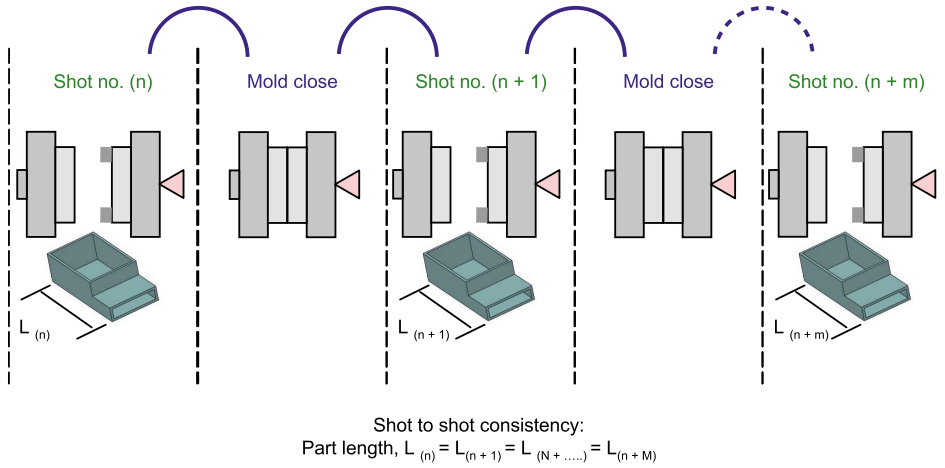 Shot no. (n)
Mold close
Shot no. (n + 1)
Mold close
Shot no. (n + m)
L (n)
L (n + 1)
L (n + m)
Shot to shot consistency:
Part length, L (n) = L(n + 1) = L (N + .....) = L(n + M)